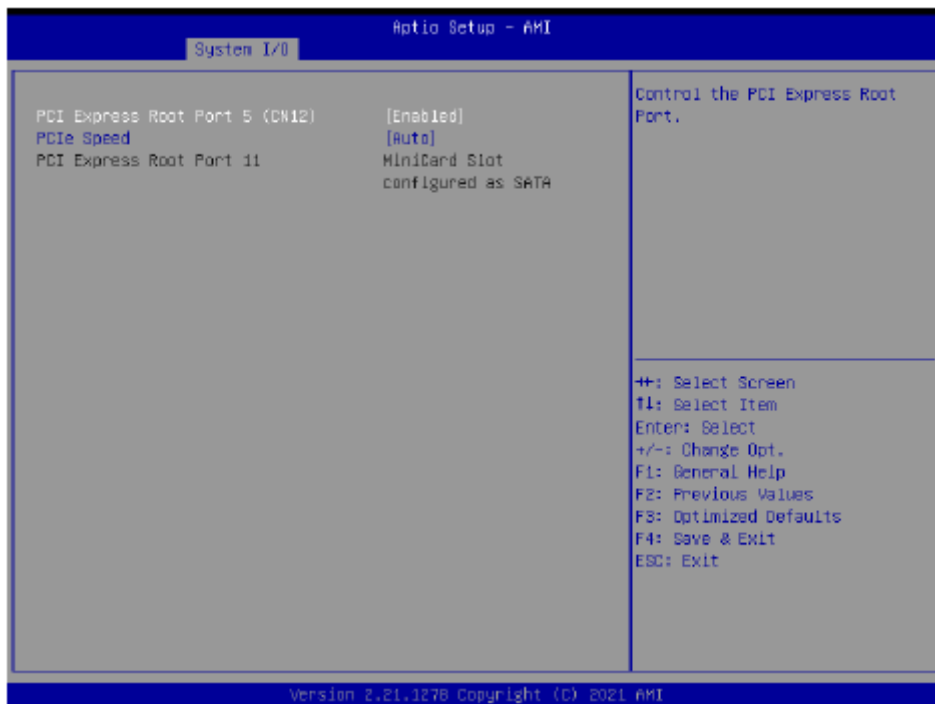 Aptio Setup - AMI
System I/O
PCI Express Root Port 5 (CN12) [Enabled]
PCIe Speed [Auto]
PCI Express Root Port 11 MiniCard Slot
configured as SATA
Control the PCI Express Root
Port.
→←: Select Screen
↑↓: Select Item
Enter: Select
+/-: Change Opt.
F1: General Help
F2: Previous Values
F3: Optimized Defaults
F4: Save & Exit
ESC: Exit
Version 2.21.1278 Copyright (C) 2021 AMI